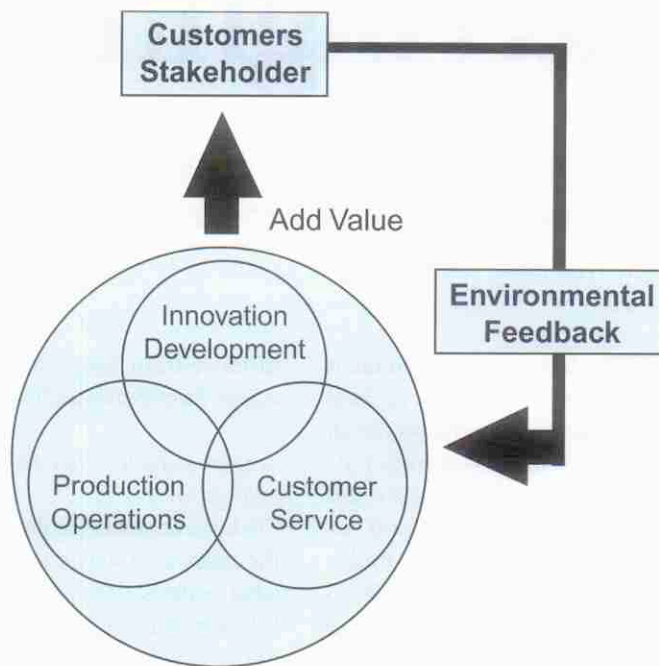 Customers
Stakeholder
Add Value
Innovation
Development
Environmental
Feedback
Production
Operations
Customer
Service